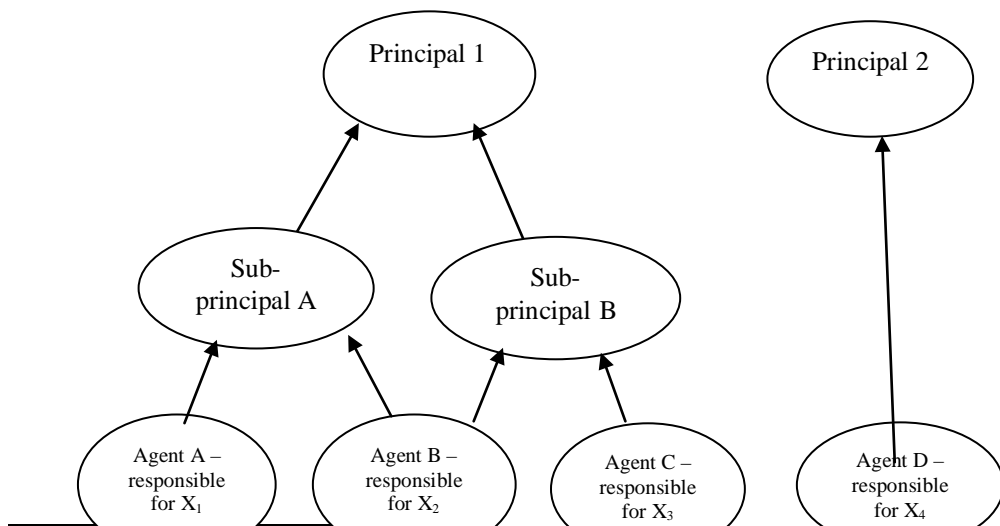 Principal 1
Principal 2
Sub-
principal A
Sub-
principal B
Agent A –
responsible
for X₁
Agent B –
responsible
for X₂
Agent C –
responsible
for X₃
Agent D –
responsible
for X₄